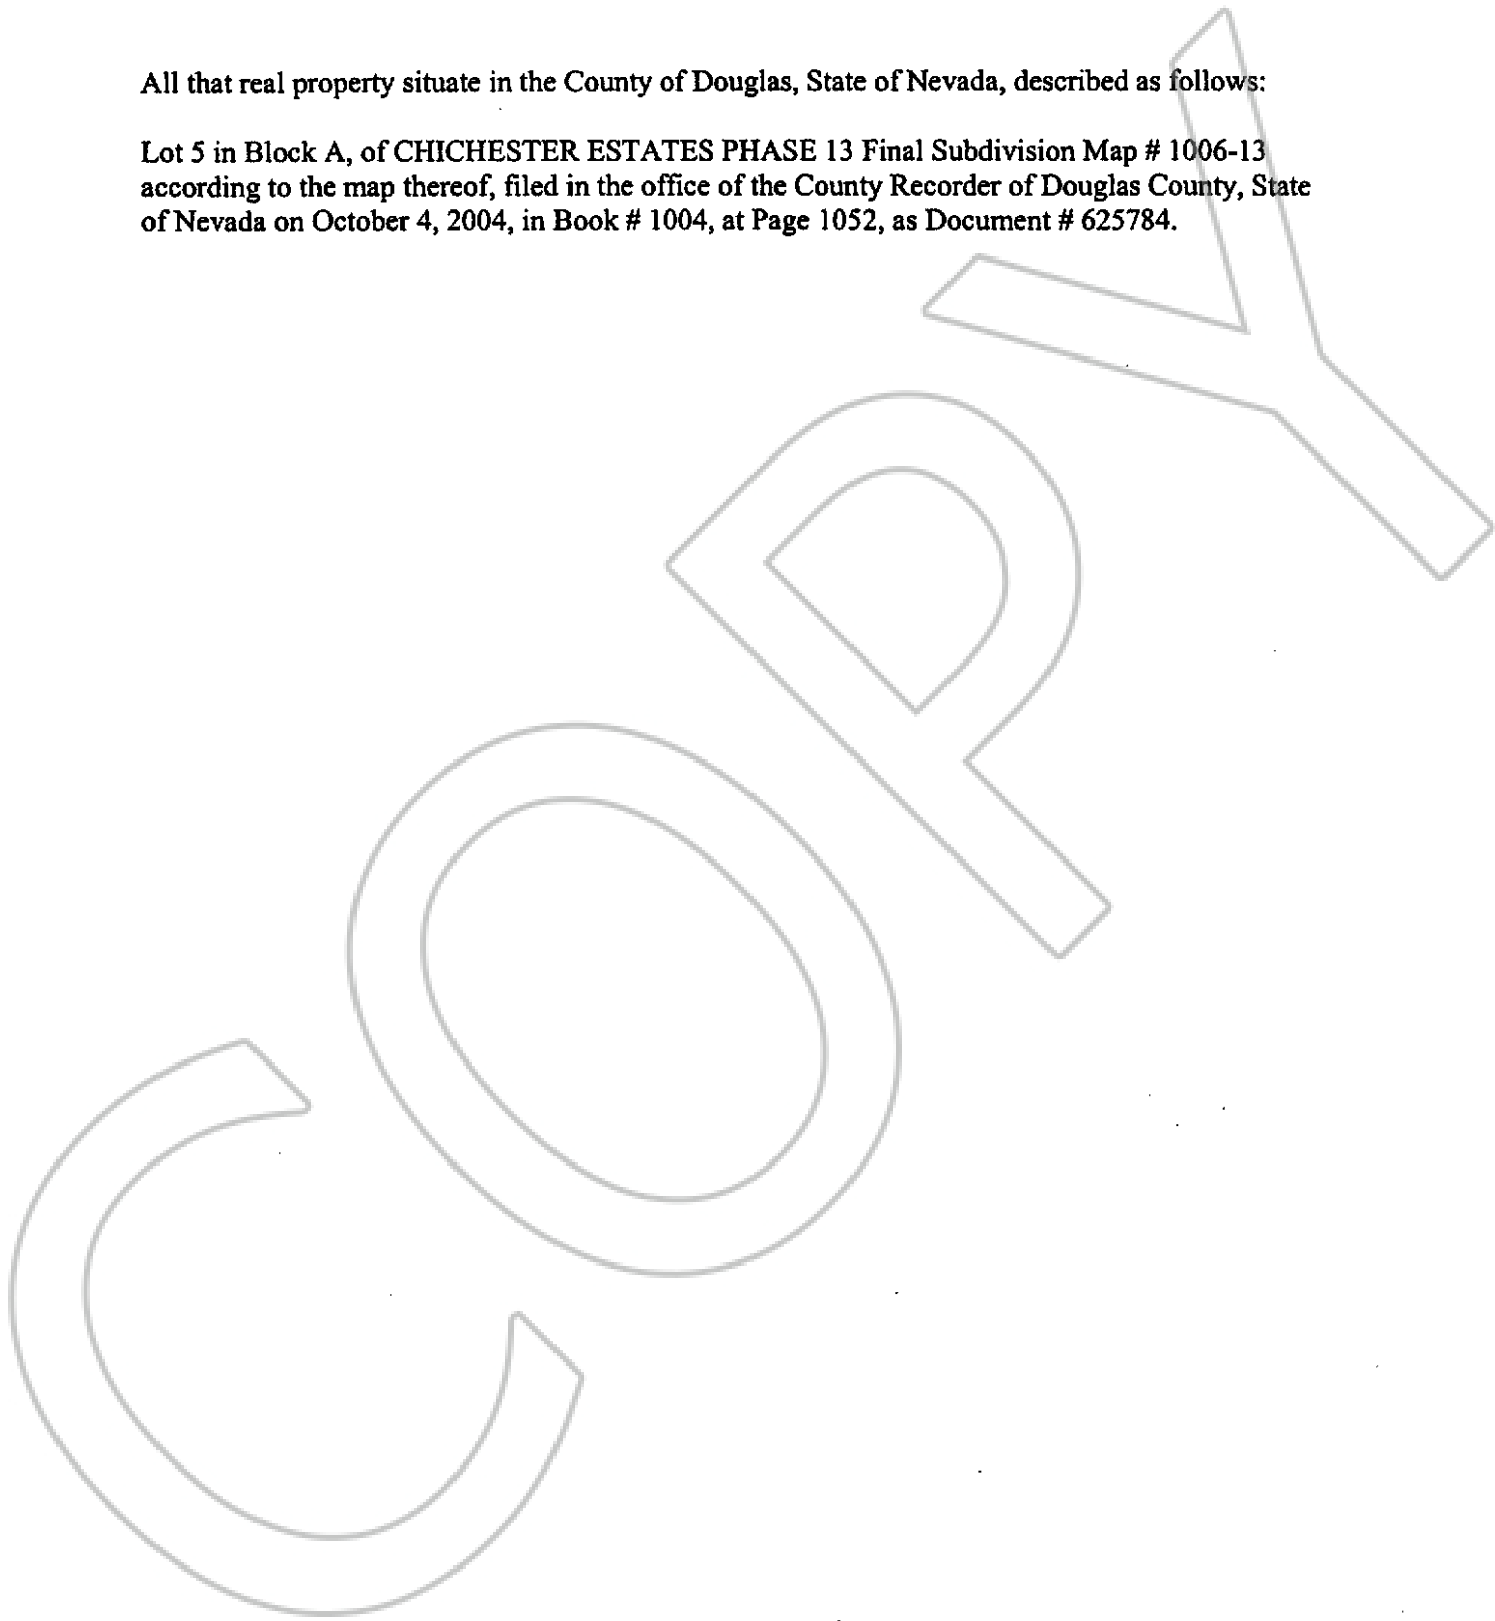 All that real property situate in the County of Douglas, State of Nevada, described as follows:
Lot 5 in Block A, of CHICHESTER ESTATES PHASE 13 Final Subdivision Map # 1006-13
according to the map thereof, filed in the office of the County Recorder of Douglas County, State
of Nevada on October 4, 2004, in Book # 1004, at Page 1052, as Document # 625784.
COPY